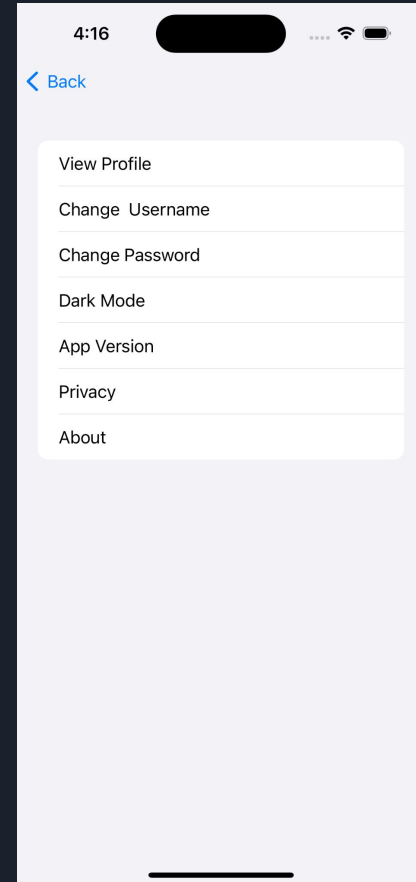 4:16
Back
View Profile
Change  Username
Change Password
Dark Mode
App Version
Privacy
About